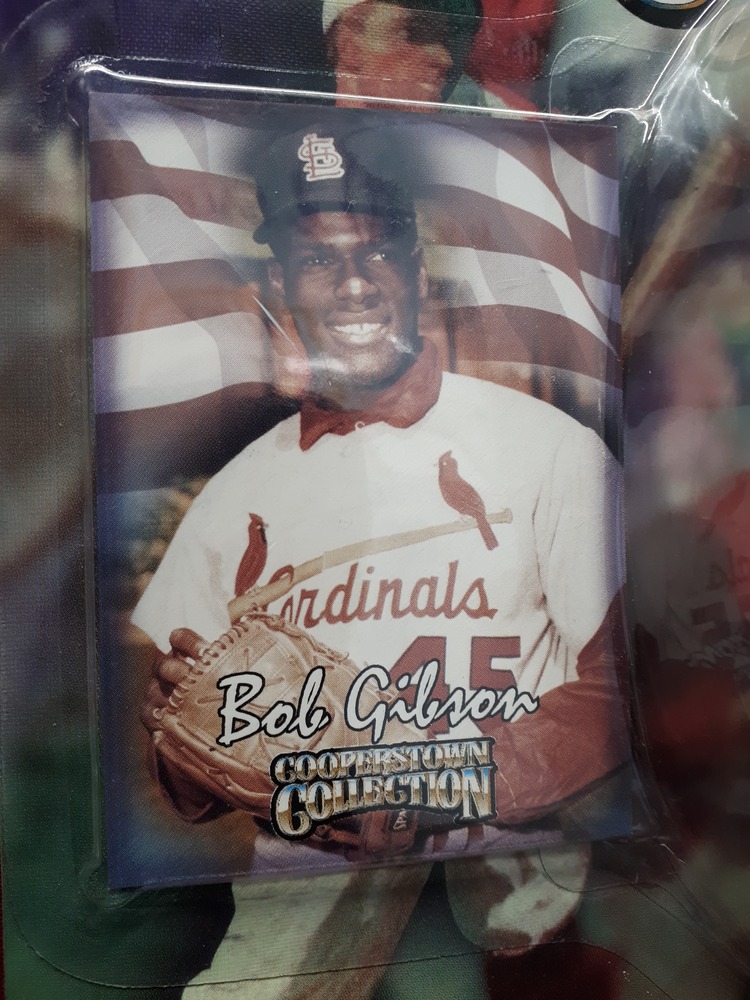 STL
Cardinals
45
Bob Gibson
COOPERSTOWN
COLLECTION